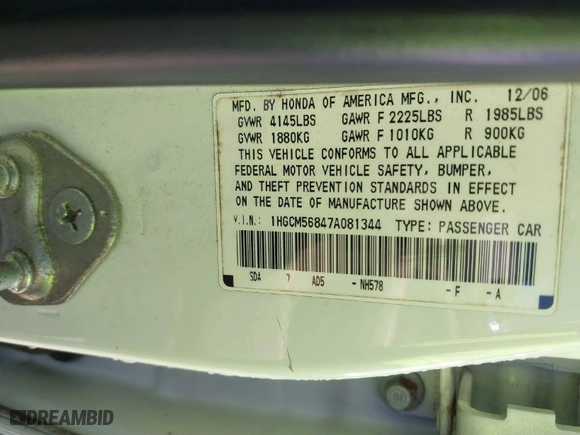 MFD. BY HONDA OF AMERICA MFG., INC. 12/06
GVWR 4145LBS GAWR F 2225LBS R 1985LBS
GVWR 1880KG GAWR F 1010KG R 900KG
THIS VEHICLE CONFORMS TO ALL APPLICABLE
FEDERAL MOTOR VEHICLE SAFETY, BUMPER,
AND THEFT PREVENTION STANDARDS IN EFFECT
ON THE DATE OF MANUFACTURE SHOWN ABOVE.
V.I.N.: 1HGCM56847A081344 TYPE: PASSENGER CAR
SDA 7 AD5 - NH578 - F - A
DREAMBID